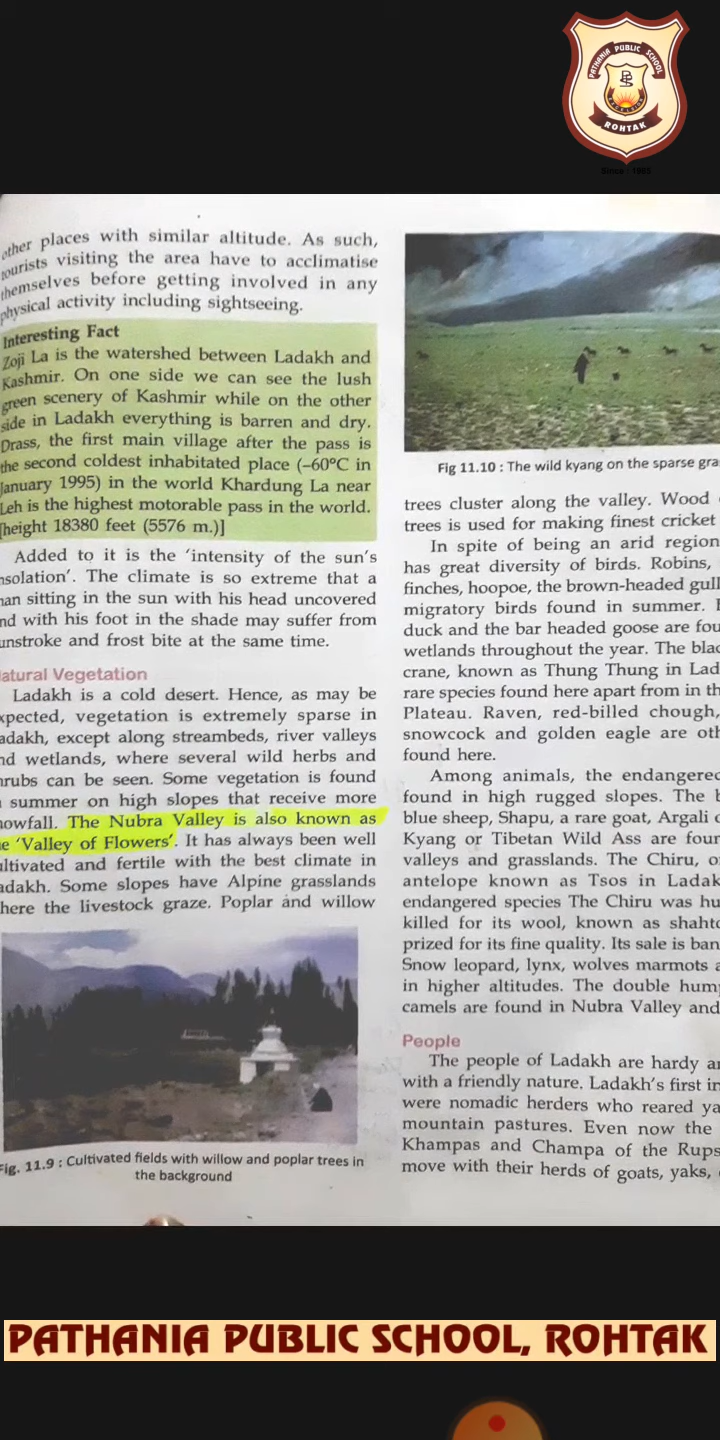 PATHANIA PUBLIC SCHOOL
ROHTAK
Since - 1965
other places with similar altitude. As such,
tourists visiting the area have to acclimatise
themselves before getting involved in any
physical activity including sightseeing.
Interesting Fact
Zoji La is the watershed between Ladakh and
Kashmir. On one side we can see the lush
green scenery of Kashmir while on the other
side in Ladakh everything is barren and dry.
Drass, the first main village after the pass is
the second coldest inhabitated place (–60°C in
January 1995) in the world Khardung La near
Leh is the highest motorable pass in the world.
[height 18380 feet (5576 m.)]
Added to it is the 'intensity of the sun's
nsolation'. The climate is so extreme that a
an sitting in the sun with his head uncovered
nd with his foot in the shade may suffer from
unstroke and frost bite at the same time.
atural Vegetation
Ladakh is a cold desert. Hence, as may be
xpected, vegetation is extremely sparse in
adakh, except along streambeds, river valleys
nd wetlands, where several wild herbs and
hrubs can be seen. Some vegetation is found
summer on high slopes that receive more
nowfall. The Nubra Valley is also known as
e 'Valley of Flowers'. It has always been well
ultivated and fertile with the best climate in
adakh. Some slopes have Alpine grasslands
here the livestock graze. Poplar and willow
Fig. 11.9 : Cultivated fields with willow and poplar trees in
the background
Fig 11.10 : The wild kyang on the sparse gra
trees cluster along the valley. Wood
trees is used for making finest cricket
In spite of being an arid region
has great diversity of birds. Robins,
finches, hoopoe, the brown-headed gull
migratory birds found in summer.
duck and the bar headed goose are fou
wetlands throughout the year. The blac
crane, known as Thung Thung in Lad
rare species found here apart from in th
Plateau. Raven, red-billed chough,
snowcock and golden eagle are oth
found here.
Among animals, the endangered
found in high rugged slopes. The b
blue sheep, Shapu, a rare goat, Argali o
Kyang or Tibetan Wild Ass are foun
valleys and grasslands. The Chiru, o
antelope known as Tsos in Ladak
endangered species The Chiru was hu
killed for its wool, known as shahto
prized for its fine quality. Its sale is ban
Snow leopard, lynx, wolves marmots a
in higher altitudes. The double hum
camels are found in Nubra Valley and
People
The people of Ladakh are hardy an
with a friendly nature. Ladakh's first in
were nomadic herders who reared ya
mountain pastures. Even now the
Khampas and Champa of the Rups
move with their herds of goats, yaks,
PATHANIA PUBLIC SCHOOL, ROHTAK